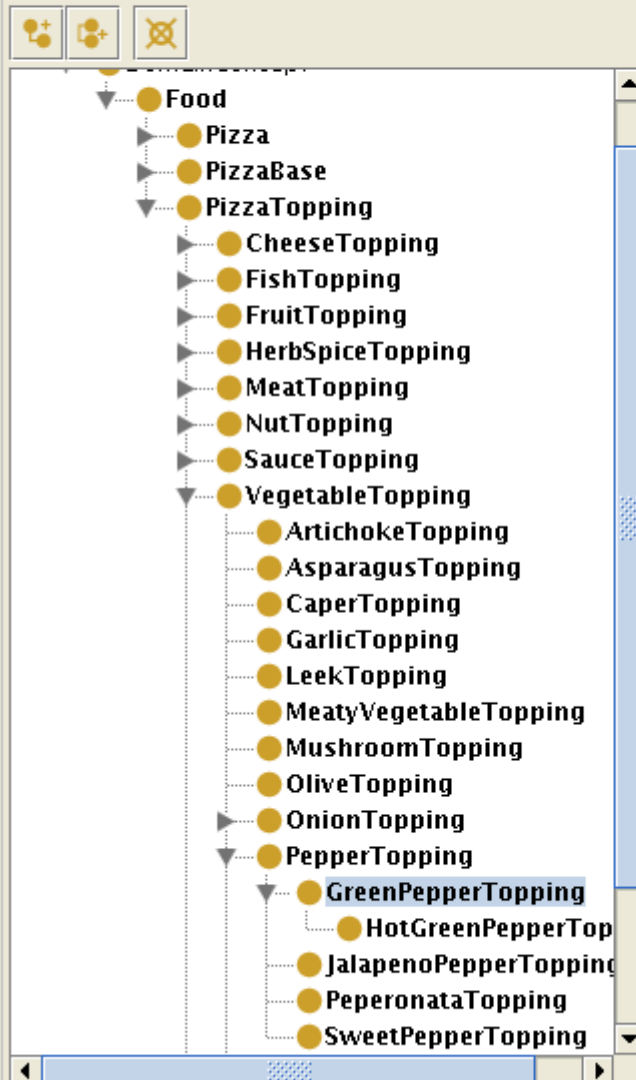 Food
Pizza
PizzaBase
PizzaTopping
CheeseTopping
FishTopping
FruitTopping
HerbSpiceTopping
MeatTopping
NutTopping
SauceTopping
VegetableTopping
ArtichokeTopping
AsparagusTopping
CaperTopping
GarlicTopping
LeekTopping
MeatyVegetableTopping
MushroomTopping
OliveTopping
OnionTopping
PepperTopping
GreenPepperTopping
HotGreenPepperTop
JalapenoPepperTopping
PeperonataTopping
SweetPepperTopping